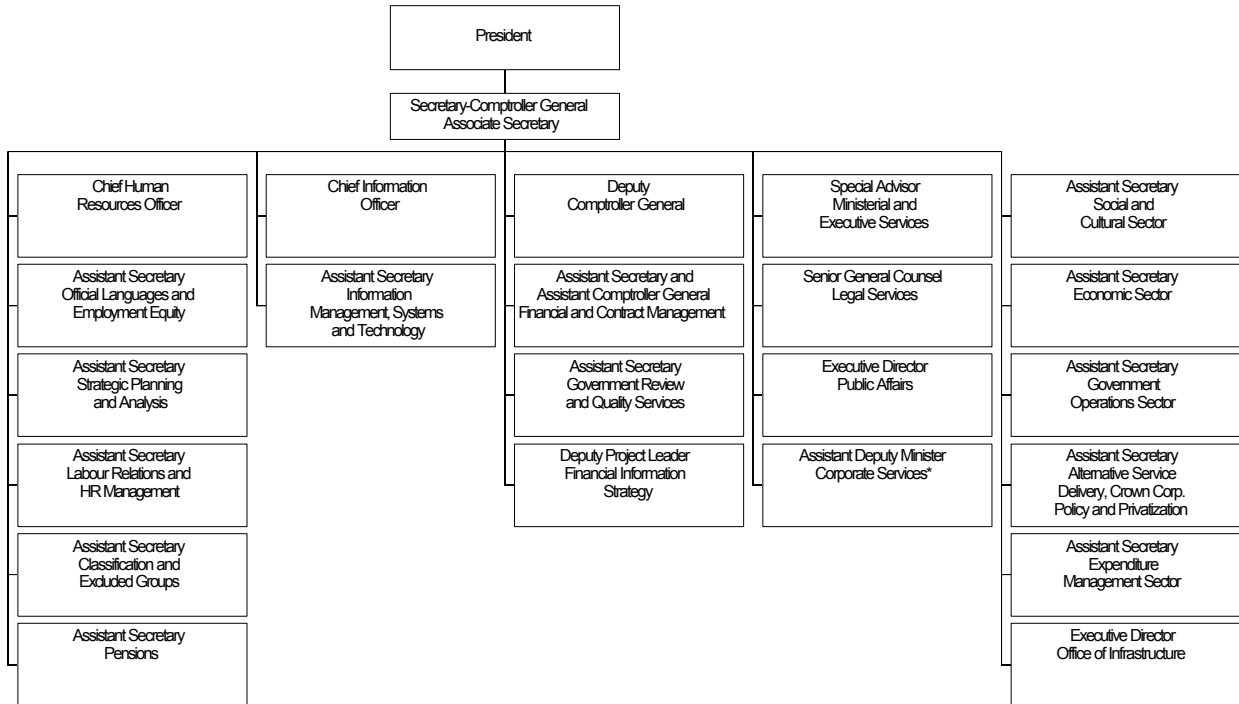 President
Secretary-Comptroller General
Associate Secretary
Chief Human
Resources Officer
Assistant Secretary
Official Languages and
Employment Equity
Assistant Secretary
Strategic Planning
and Analysis
Assistant Secretary
Labour Relations and
HR Management
Assistant Secretary
Classification and
Excluded Groups
Assistant Secretary
Pensions
Chief Information
Officer
Assistant Secretary
Information
Management, Systems
and Technology
Deputy
Comptroller General
Assistant Secretary and
Assistant Comptroller General
Financial and Contract Management
Assistant Secretary
Government Review
and Quality Services
Deputy Project Leader
Financial Information
Strategy
Special Advisor
Ministerial and
Executive Services
Senior General Counsel
Legal Services
Executive Director
Public Affairs
Assistant Deputy Minister
Corporate Services*
Assistant Secretary
Social and
Cultural Sector
Assistant Secretary
Economic Sector
Assistant Secretary
Government
Operations Sector
Assistant Secretary
Alternative Service
Delivery, Crown Corp.
Policy and Privatization
Assistant Secretary
Expenditure
Management Sector
Executive Director
Office of Infrastructure